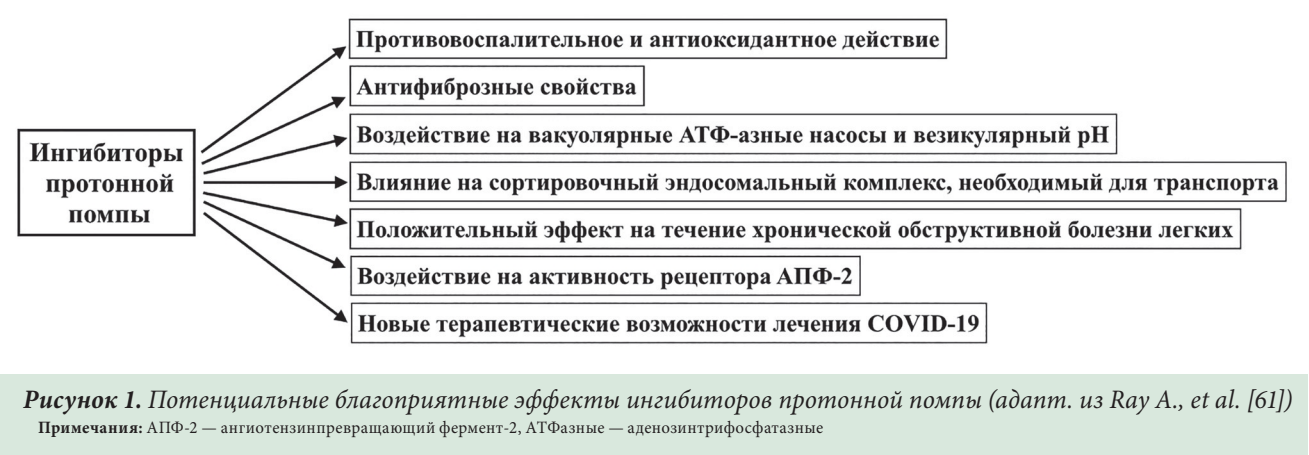 Ингибиторы
протонной
помпы
Противовоспалительное и антиоксидантное действие
Антифиброзные свойства
Воздействие на вакуолярные АТФ-азные насосы и везикулярный pH
Влияние на сортировочный эндосомальный комплекс, необходимый для транспорта
Положительный эффект на течение хронической обструктивной болезни легких
Воздействие на активность рецептора АПФ-2
Новые терапевтические возможности лечения COVID-19
Рисунок 1. Потенциальные благоприятные эффекты ингибиторов протонной помпы (адапт. из Ray A., et al. [61])
Примечания: АПФ-2 — ангиотензинпревращающий фермент-2, АТФазные — аденозинтрифосфатазные